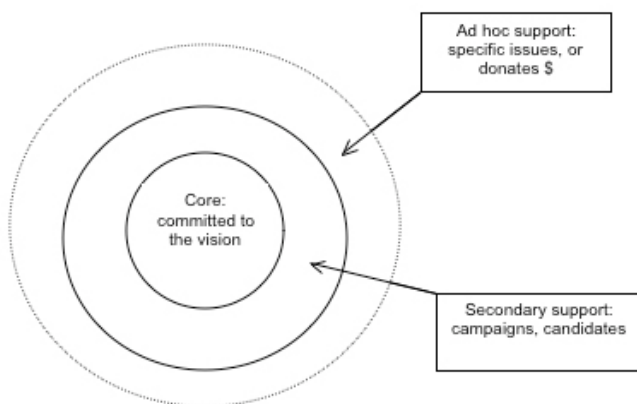 Ad hoc support:
specific issues, or
donates $
Core:
committed to
the vision
Secondary support:
campaigns, candidates